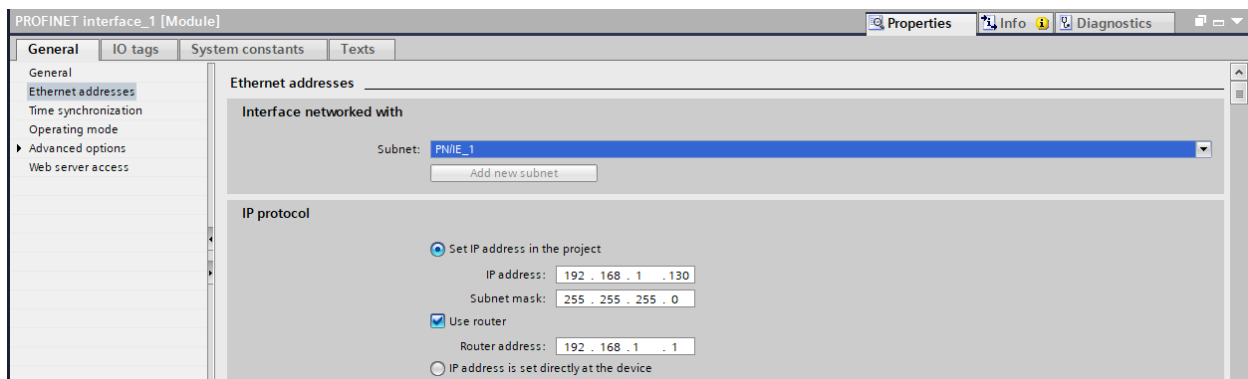 PROFINET interface_1 [Module]
Properties
Info
Diagnostics
General
IO tags
System constants
Texts
General
Ethernet addresses
Time synchronization
Operating mode
Advanced options
Web server access
Ethernet addresses
Interface networked with
Subnet: PN/IE_1
Add new subnet
IP protocol
Set IP address in the project
IP address: 192 . 168 . 1 . 130
Subnet mask: 255 . 255 . 255 . 0
Use router
Router address: 192 . 168 . 1 . 1
IP address is set directly at the device